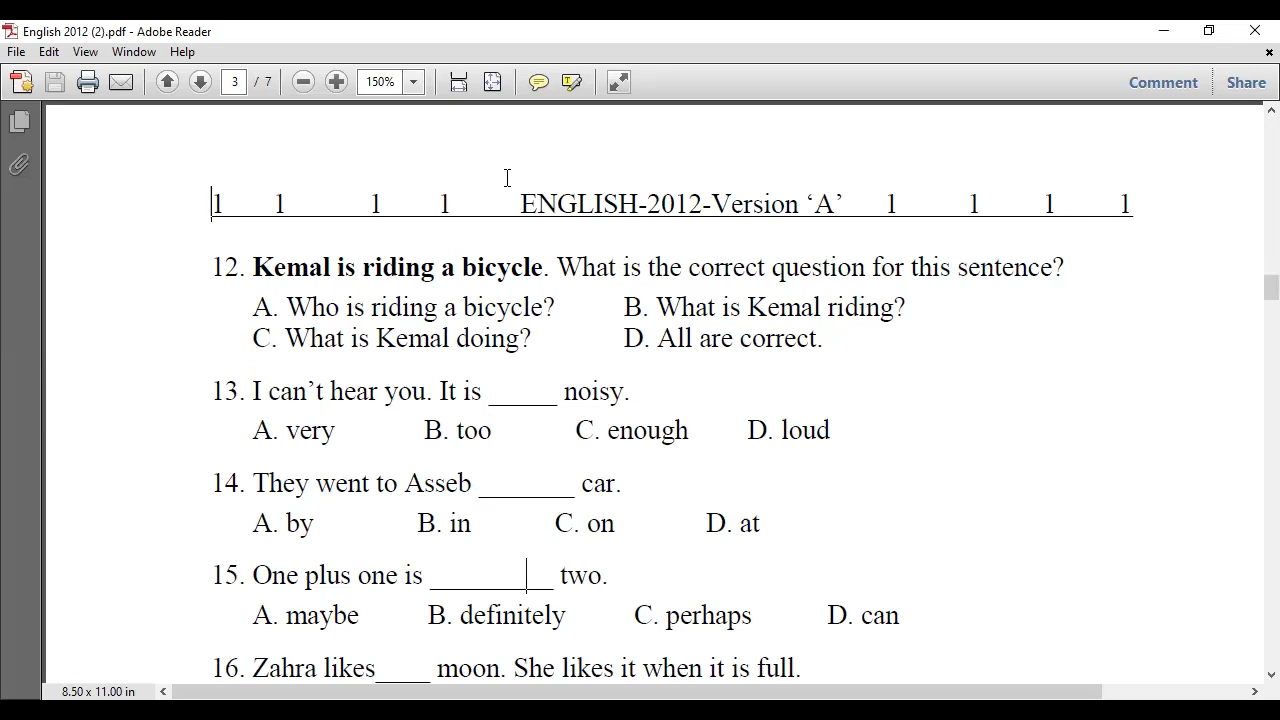 English 2012 (2).pdf - Adobe Reader
File Edit View Window Help
3 / 7 150% Comment Share
1 1 1 1 ENGLISH-2012-Version ‘A’ 1 1 1 1
12. Kemal is riding a bicycle. What is the correct question for this sentence?
A. Who is riding a bicycle? B. What is Kemal riding?
C. What is Kemal doing? D. All are correct.
13. I can’t hear you. It is _____ noisy.
A. very B. too C. enough D. loud
14. They went to Asseb _______ car.
A. by B. in C. on D. at
15. One plus one is _________ two.
A. maybe B. definitely C. perhaps D. can
16. Zahra likes____ moon. She likes it when it is full.
8.50 x 11.00 in